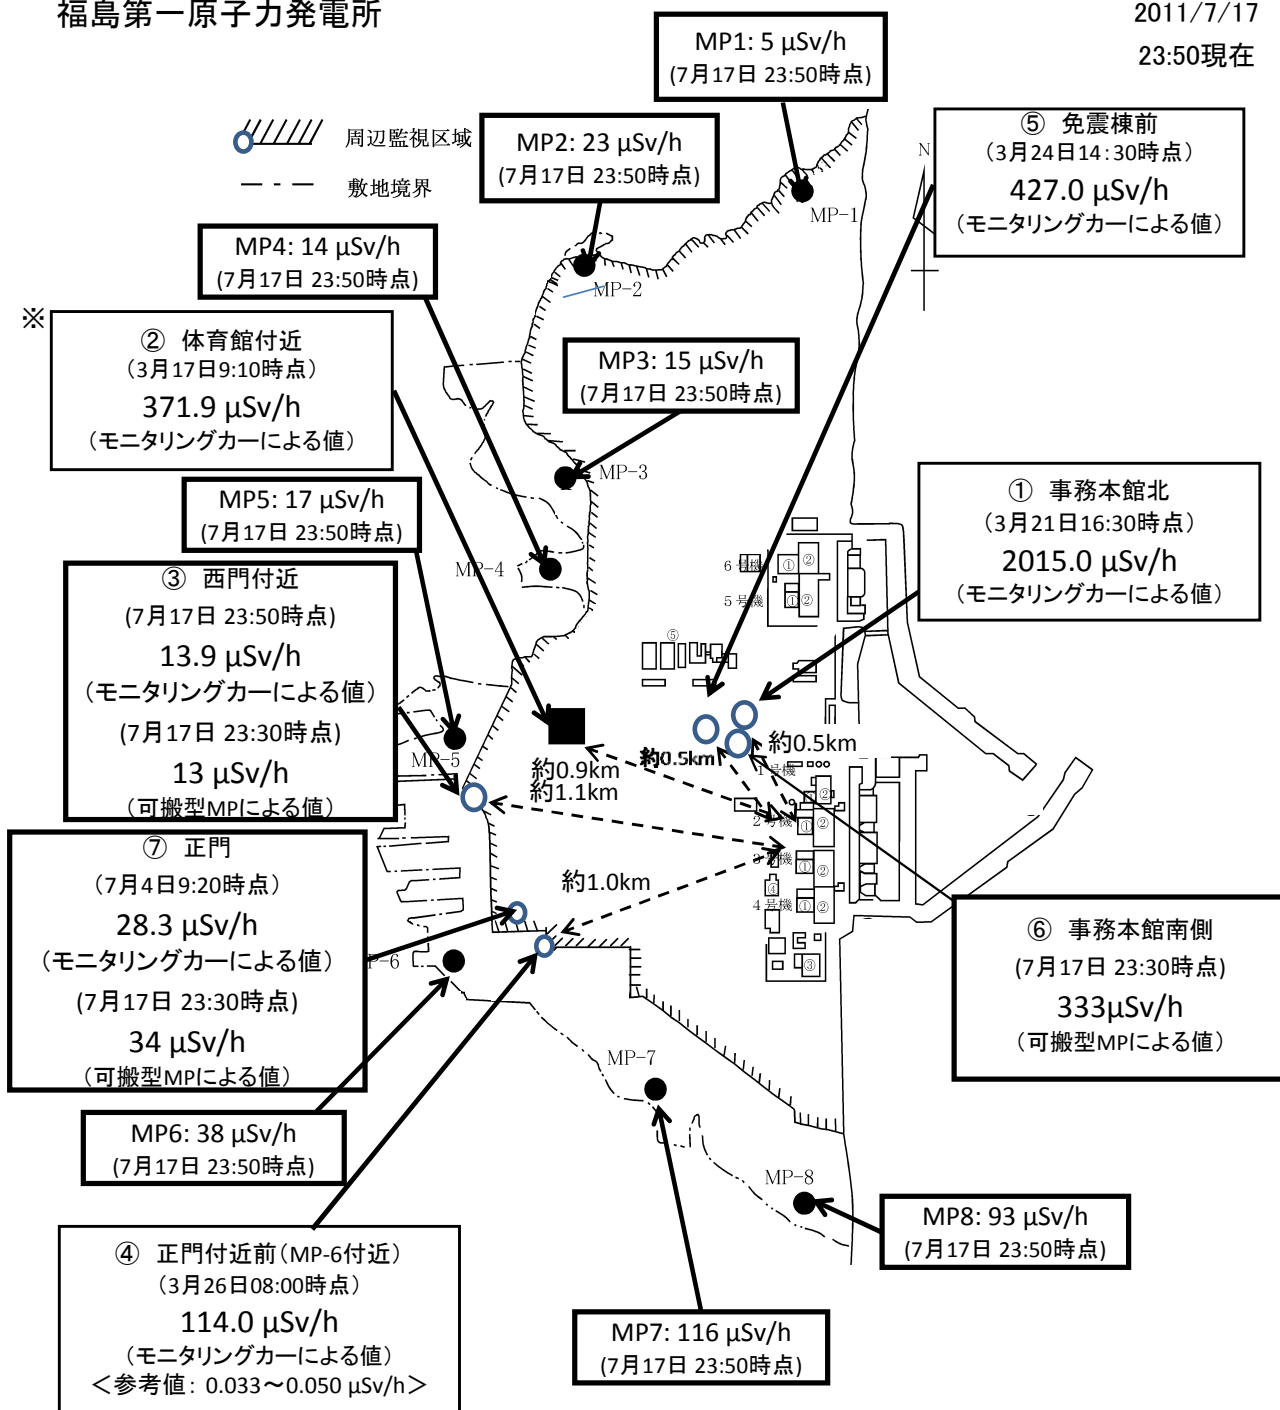 福島第一原子力発電所
2011/7/17
23:50現在
MP1: 5 μSv/h
(7月17日 23:50時点)
周辺監視区域
敷地境界
MP2: 23 μSv/h
(7月17日 23:50時点)
⑤ 免震棟前
(3月24日14:30時点)
427.0 μSv/h
(モニタリングカーによる値)
N
MP-1
MP4: 14 μSv/h
(7月17日 23:50時点)
MP-2
※
② 体育館付近
(3月17日9:10時点)
371.9 μSv/h
(モニタリングカーによる値)
MP3: 15 μSv/h
(7月17日 23:50時点)
MP-3
① 事務本館北
(3月21日16:30時点)
2015.0 μSv/h
(モニタリングカーによる値)
MP5: 17 μSv/h
(7月17日 23:50時点)
MP-4
6号機
① ②
5号機
① ②
③ 西門付近
(7月17日 23:50時点)
13.9 μSv/h
(モニタリングカーによる値)
(7月17日 23:30時点)
13 μSv/h
(可搬型MPによる値)
⑤
MP-5
約0.9km
約1.1km
約0.5km
約0.5km
1号機
②
2号機
① ②
3号機
① ②
④
4号機
① ②
③
約1.0km
⑦ 正門
(7月4日9:20時点)
28.3 μSv/h
(モニタリングカーによる値)
(7月17日 23:30時点)
34 μSv/h
(可搬型MPによる値)
P-6
⑥ 事務本館南側
(7月17日 23:30時点)
333μSv/h
(可搬型MPによる値)
MP-7
MP6: 38 μSv/h
(7月17日 23:50時点)
MP-8
MP8: 93 μSv/h
(7月17日 23:50時点)
④ 正門付近前(MP-6付近)
(3月26日08:00時点)
114.0 μSv/h
(モニタリングカーによる値)
＜参考値: 0.033～0.050 μSv/h＞
MP7: 116 μSv/h
(7月17日 23:50時点)